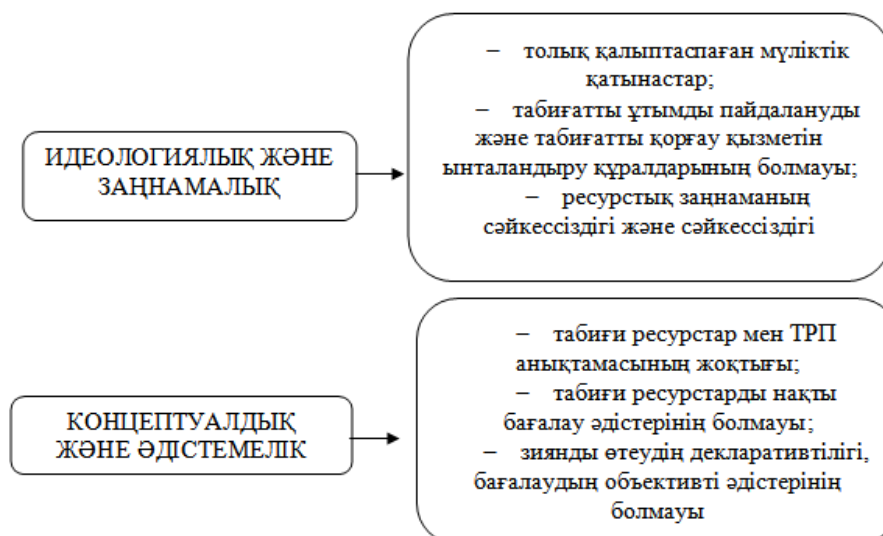 ИДЕОЛОГИЯЛЫҚ ЖӘНЕ
ЗАҢНАМАЛЫҚ
– толық қалыптаспаған мүліктік
қатынастар;
– табиғатты ұтымды пайдалануды
және табиғатты қорғау қызметін
ынталандыру құралдарының болмауы;
– ресурстық заңнаманың
сәйкессіздігі және сәйкессіздігі
КОНЦЕПТУАЛДЫҚ
ЖӘНЕ ӘДІСТЕМЕЛІК
– табиғи ресурстар мен ТРП
анықтамасының жоқтығы;
– табиғи ресурстарды нақты
бағалау әдістерінің болмауы;
– зиянды өтеудің декларативтілігі,
бағалаудың объективті әдістерінің
болмауы